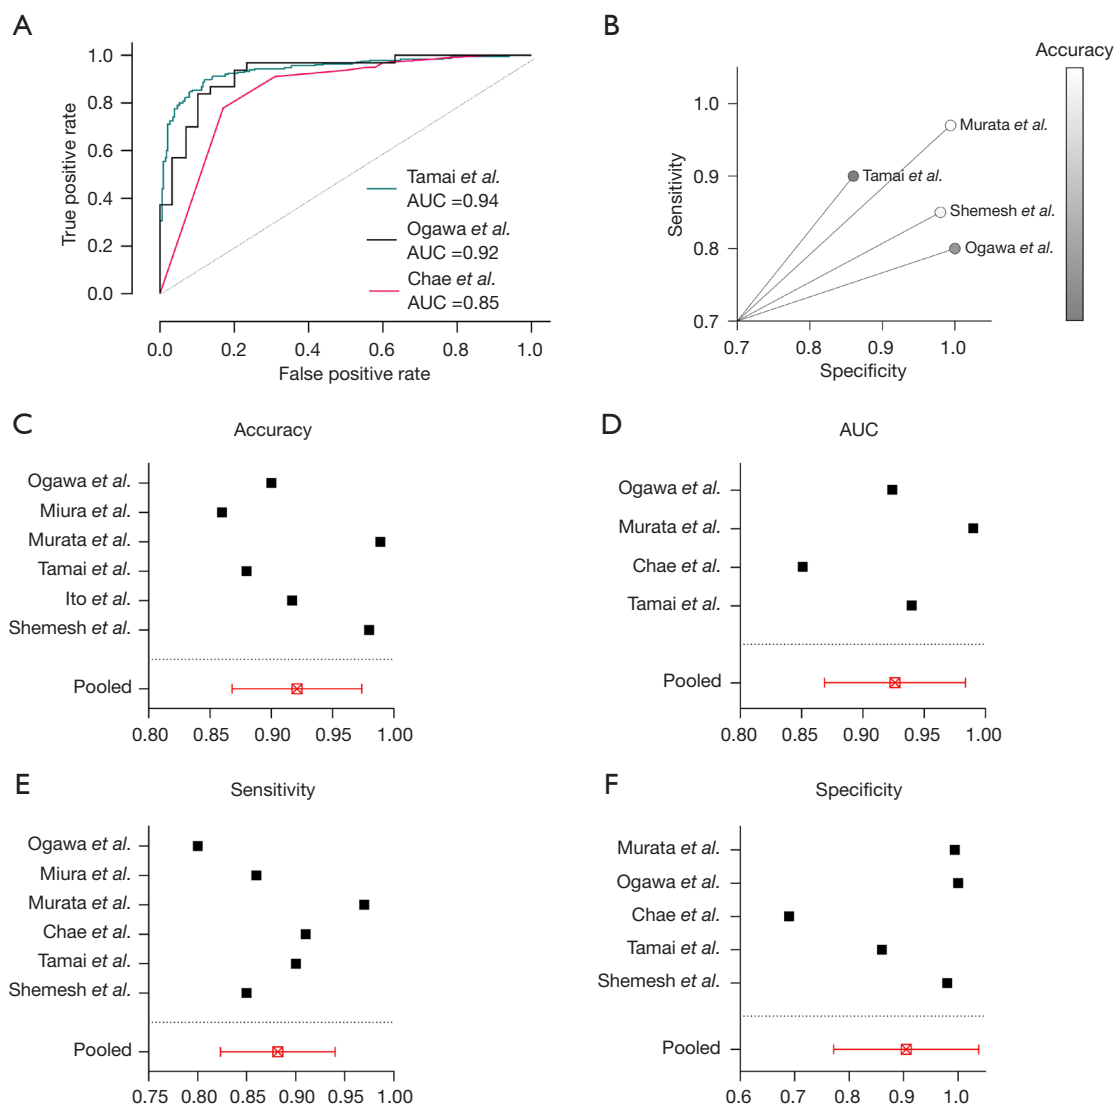 A
True positive rate
1.0
0.8
0.6
0.4
0.2
0.0
Tamai et al.
AUC =0.94
Ogawa et al.
AUC =0.92
Chae et al.
AUC =0.85
0.0 0.2 0.4 0.6 0.8 1.0
False positive rate
B
Accuracy
Sensitivity
1.0
0.9
0.8
0.7
Murata et al.
Tamai et al.
Shemesh et al.
Ogawa et al.
0.7 0.8 0.9 1.0
Specificity
C
Accuracy
Ogawa et al.
Miura et al.
Murata et al.
Tamai et al.
Ito et al.
Shemesh et al.
Pooled
0.80 0.85 0.90 0.95 1.00
D
AUC
Ogawa et al.
Murata et al.
Chae et al.
Tamai et al.
Pooled
0.80 0.85 0.90 0.95 1.00
E
Sensitivity
Ogawa et al.
Miura et al.
Murata et al.
Chae et al.
Tamai et al.
Shemesh et al.
Pooled
0.75 0.80 0.85 0.90 0.95 1.00
F
Specificity
Murata et al.
Ogawa et al.
Chae et al.
Tamai et al.
Shemesh et al.
Pooled
0.6 0.7 0.8 0.9 1.0